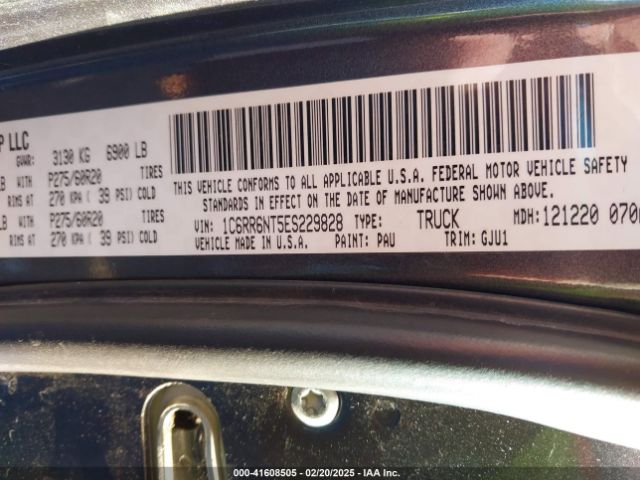 P LLC
GVWR: 3130 KG 6900 LB
LB WITH P275/60R20 TIRES
RIMS AT 270 KPA ( 39 PSI) COLD
LB WITH P275/60R20 TIRES
RIMS AT 270 KPA ( 39 PSI) COLD
THIS VEHICLE CONFORMS TO ALL APPLICABLE U.S.A. FEDERAL MOTOR VEHICLE SAFETY
STANDARDS IN EFFECT ON THE DATE OF MANUFACTURE SHOWN ABOVE.
VIN: 1C6RR6NT5ES229828 TYPE: TRUCK MDH: 121220 070
VEHICLE MADE IN U.S.A. PAINT: PAU TRIM: GJU1
000-41608505 — 02/20/2025 — IAA Inc.